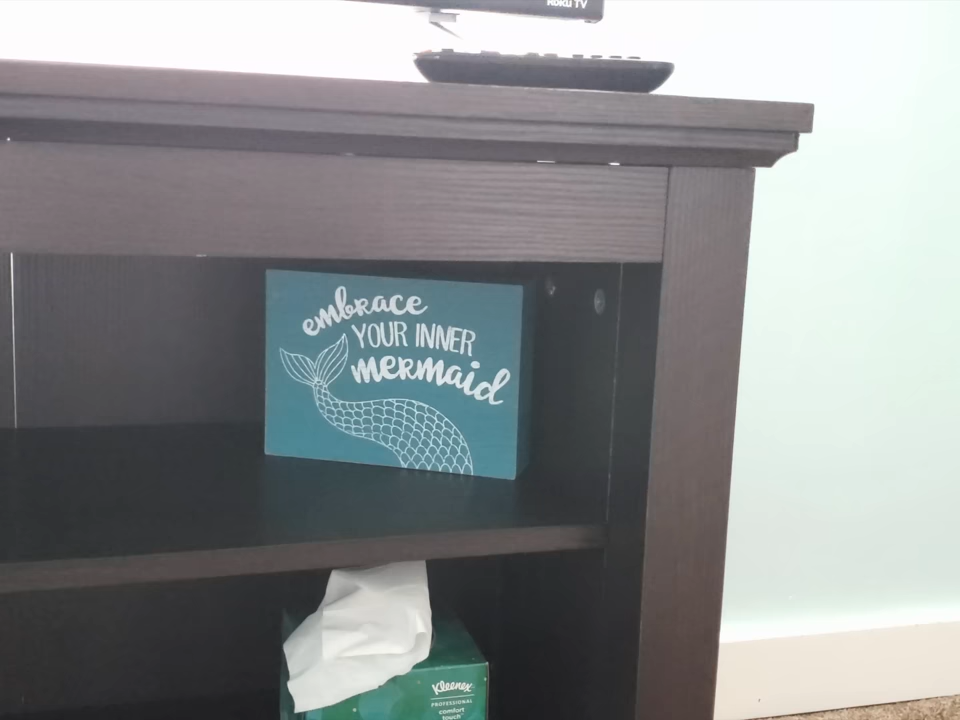 Roku TV
embrace
YOUR INNER
mermaid
Kleenex
PROFESSIONAL
comfort
touch